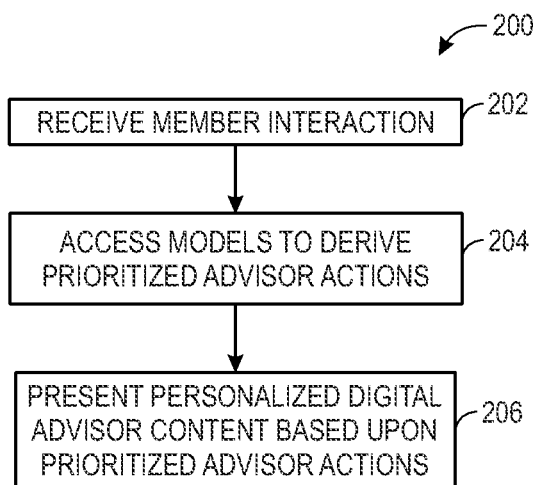 200
RECEIVE MEMBER INTERACTION
202
ACCESS MODELS TO DERIVE
PRIORITIZED ADVISOR ACTIONS
204
PRESENT PERSONALIZED DIGITAL
ADVISOR CONTENT BASED UPON
PRIORITIZED ADVISOR ACTIONS
206